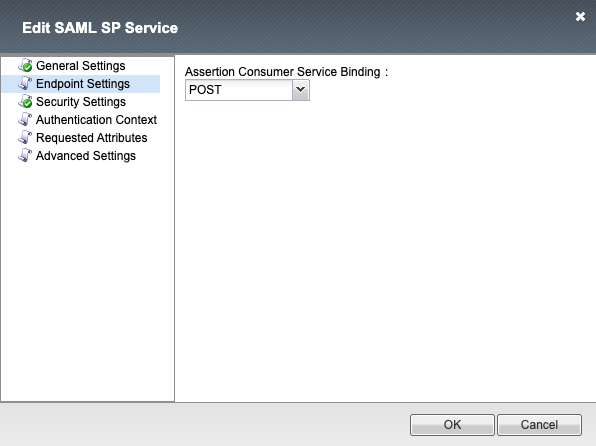 Edit SAML SP Service
General Settings
Endpoint Settings
Security Settings
Authentication Context
Requested Attributes
Advanced Settings
Assertion Consumer Service Binding :
POST
OK
Cancel